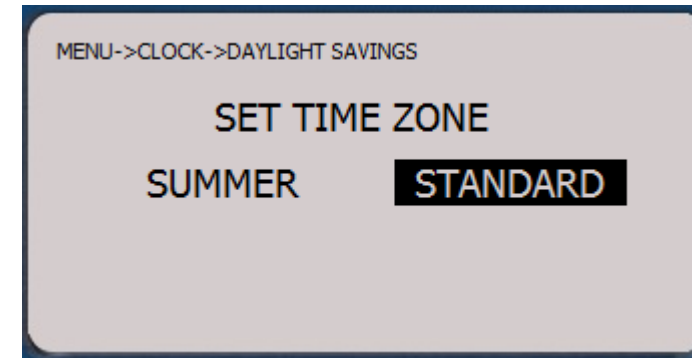 MENU->CLOCK->DAYLIGHT SAVINGS
SET TIME ZONE
SUMMER STANDARD